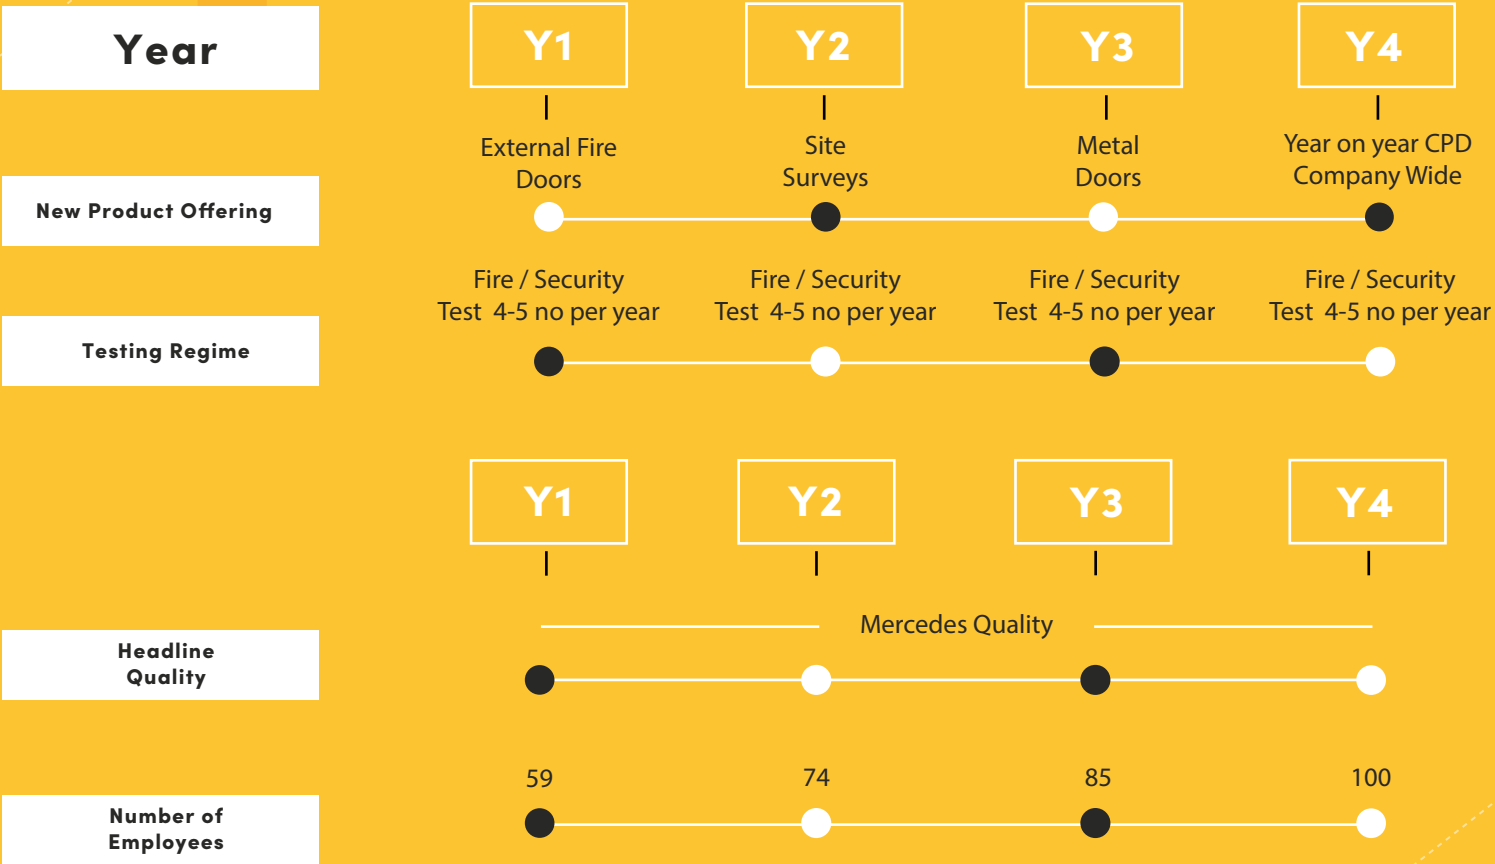 Year
Y1
Y2
Y3
Y4
New Product Offering
External Fire
Doors
Site
Surveys
Metal
Doors
Year on year CPD
Company Wide
Testing Regime
Fire / Security
Test 4-5 no per year
Fire / Security
Test 4-5 no per year
Fire / Security
Test 4-5 no per year
Fire / Security
Test 4-5 no per year
Y1
Y2
Y3
Y4
Headline
Quality
Mercedes Quality
Number of
Employees
59
74
85
100